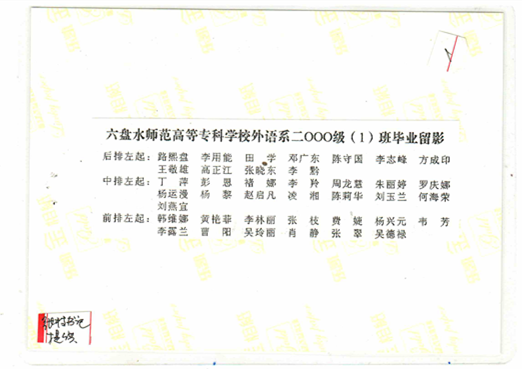 六盘水师范高等专科学校外语系二OOO级（1）班毕业留影
后排左起：路熙盘 李用能 田 学 邓广东 陈守国 李志峰 方成印
王敬雄 高正江 张晓东 李 黔
中排左起：丁 萍 彭 恩 褚 娜 李 羚 周龙慧 朱丽婷 罗庆娜
杨运漫 杨 黎 赵启凡 凌 湘 陈莉华 刘玉兰 何海荣
刘燕宜
前排左起：韩维娜 黄艳菲 李林丽 张 枝 费 婕 杨兴元 韦 芳
李露兰 曹 阳 吴玲丽 肖 静 张 翠 吴德禄